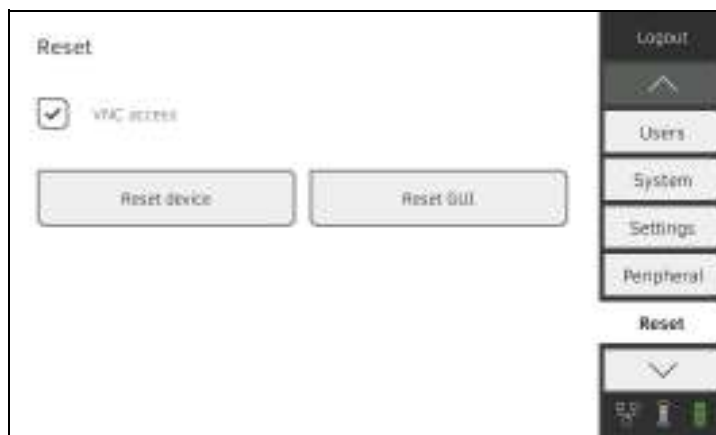 Reset
Logout
VNC access
Users
Reset device
Reset GUI
System
Settings
Peripheral
Reset